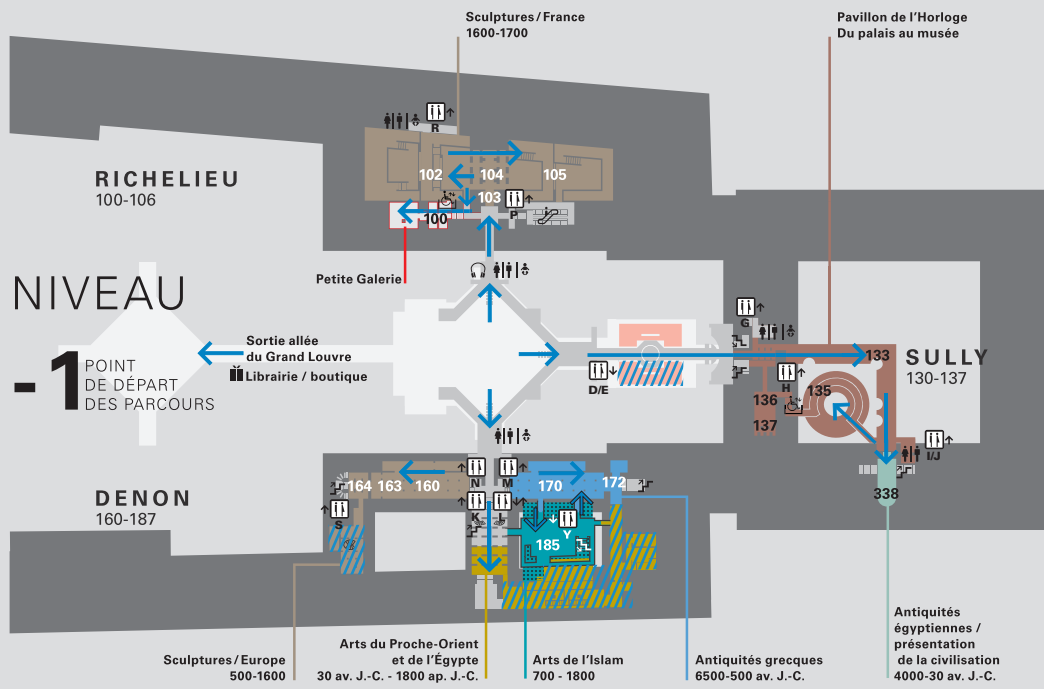 Sculptures / France
1600-1700
Pavillon de l'Horloge
Du palais au musée
R
102
104
105
103
P
100
RICHELIEU
100-106
Petite Galerie
NIVEAU
-1
POINT
DE DÉPART
DES PARCOURS
Sortie allée
du Grand Louvre
Librairie / boutique
G
133
SULLY
130-137
D/E
H
135
136
137
I/J
338
DENON
160-187
164
163
160
N
M
170
172
S
K
L
Y
185
Sculptures / Europe
500-1600
Arts du Proche-Orient
et de l'Égypte
30 av. J.-C. - 1800 ap. J.-C.
Arts de l'Islam
700 - 1800
Antiquités grecques
6500-500 av. J.-C.
Antiquités
égyptiennes /
présentation
de la civilisation
4000-30 av. J.-C.